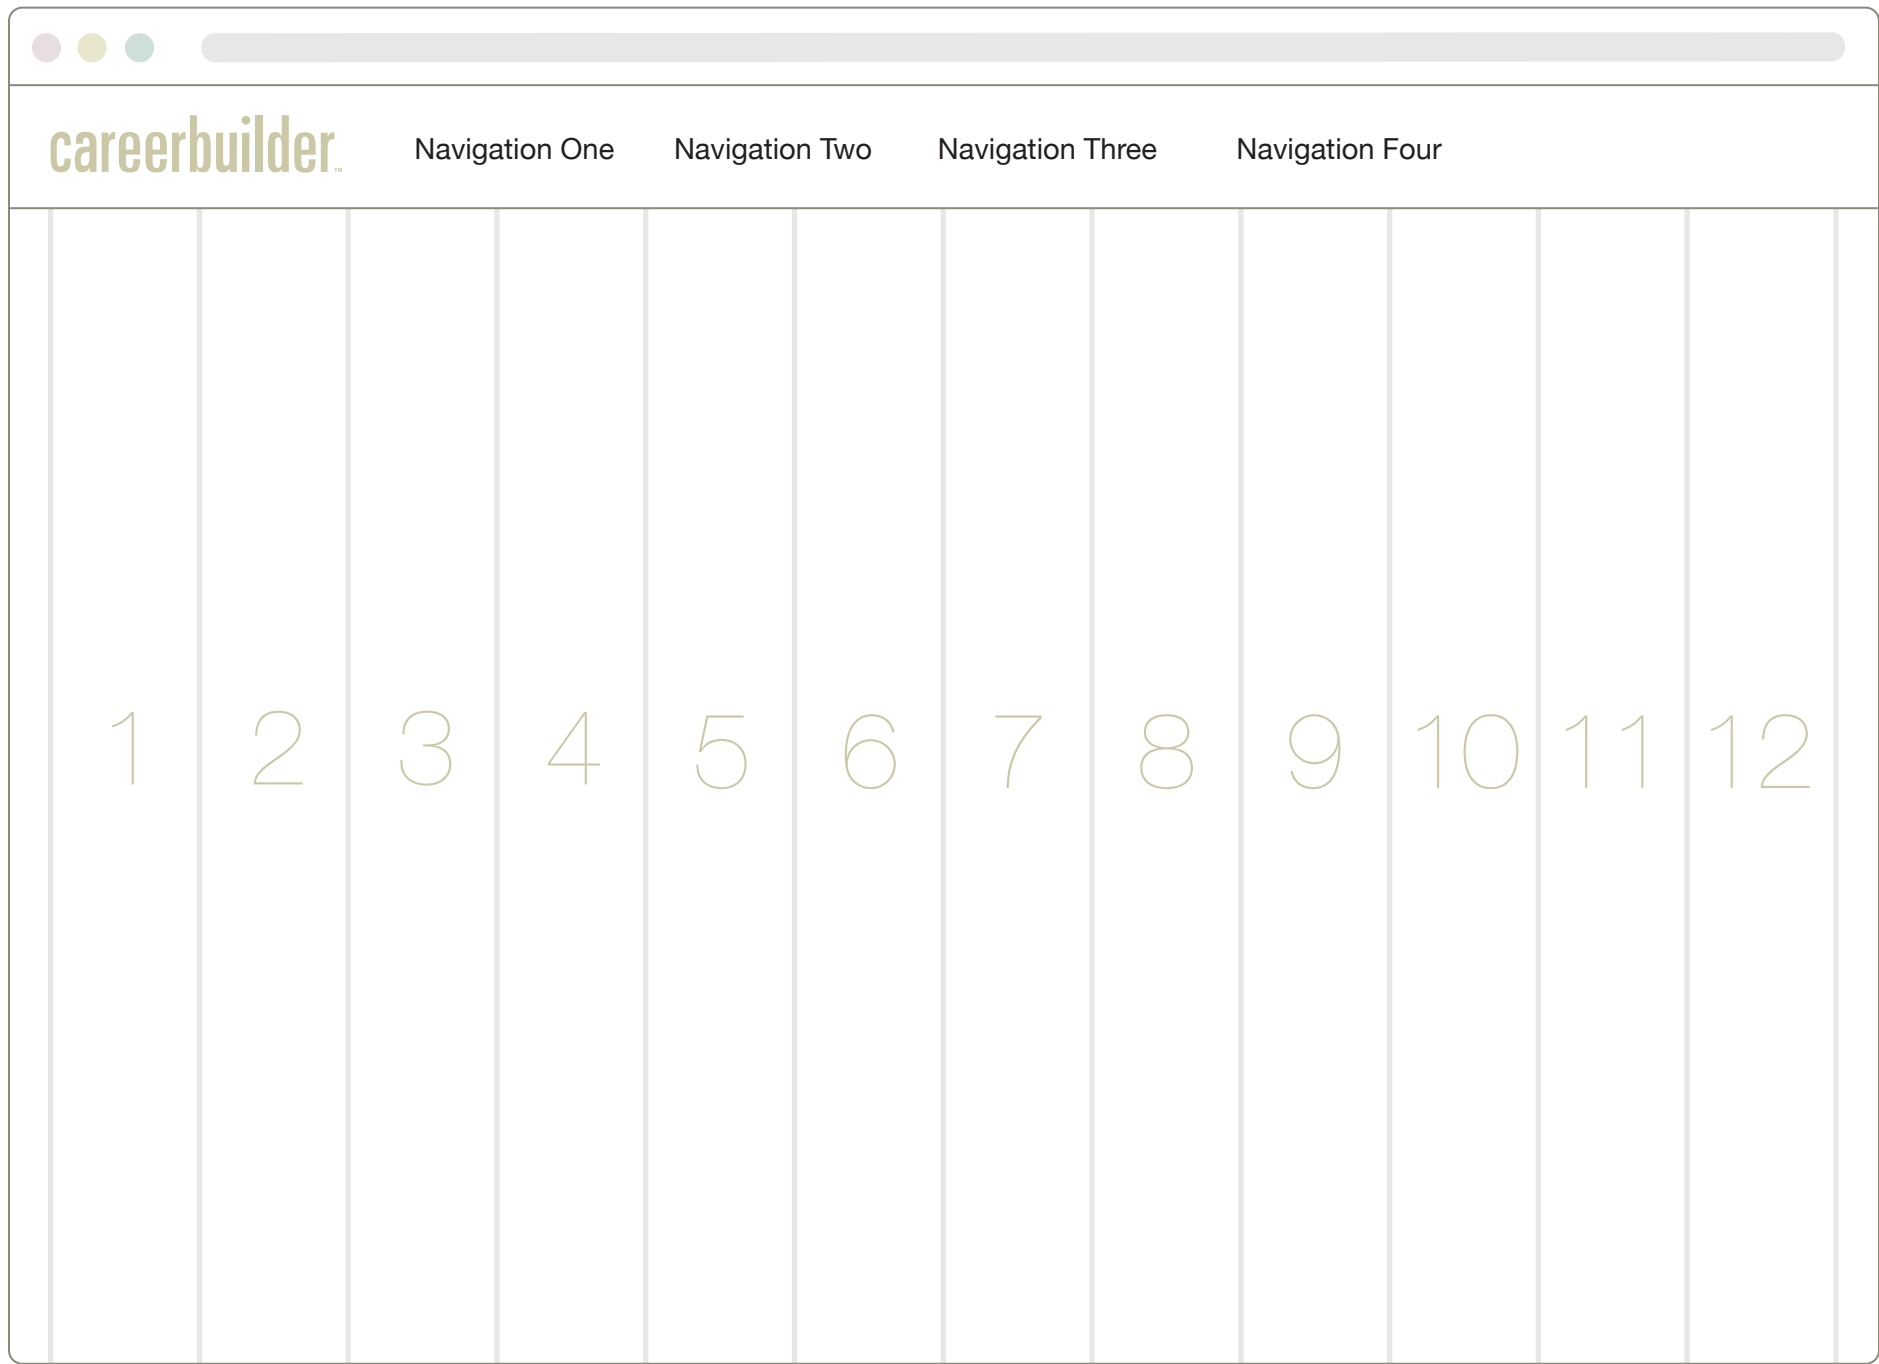 careerbuilder™ Navigation One Navigation Two Navigation Three Navigation Four
1 2 3 4 5 6 7 8 9 10 11 12